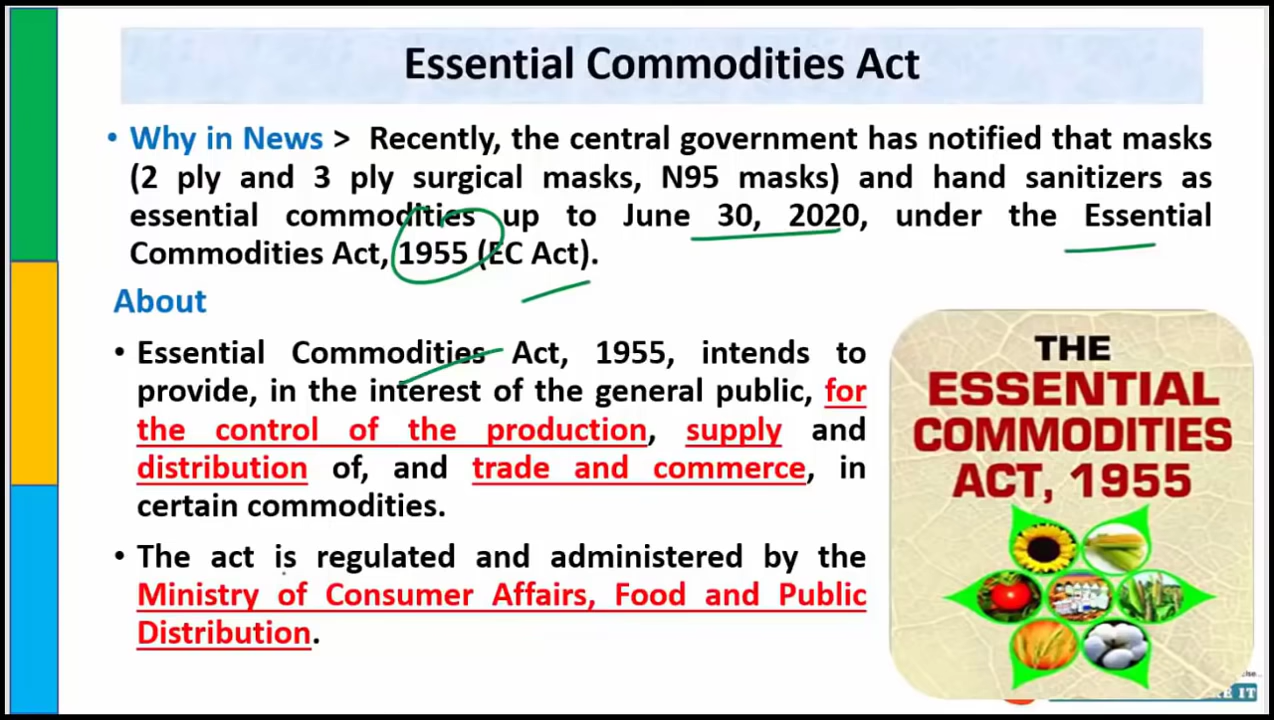 Essential Commodities Act
• Why in News > Recently, the central government has notified that masks
(2 ply and 3 ply surgical masks, N95 masks) and hand sanitizers as
essential commodities up to June 30, 2020, under the Essential
Commodities Act, 1955 (EC Act).
About
• Essential Commodities Act, 1955, intends to
provide, in the interest of the general public, for
the control of the production, supply and
distribution of, and trade and commerce, in
certain commodities.
• The act is regulated and administered by the
Ministry of Consumer Affairs, Food and Public
Distribution.
THE
ESSENTIAL
COMMODITIES
ACT, 1955
IT